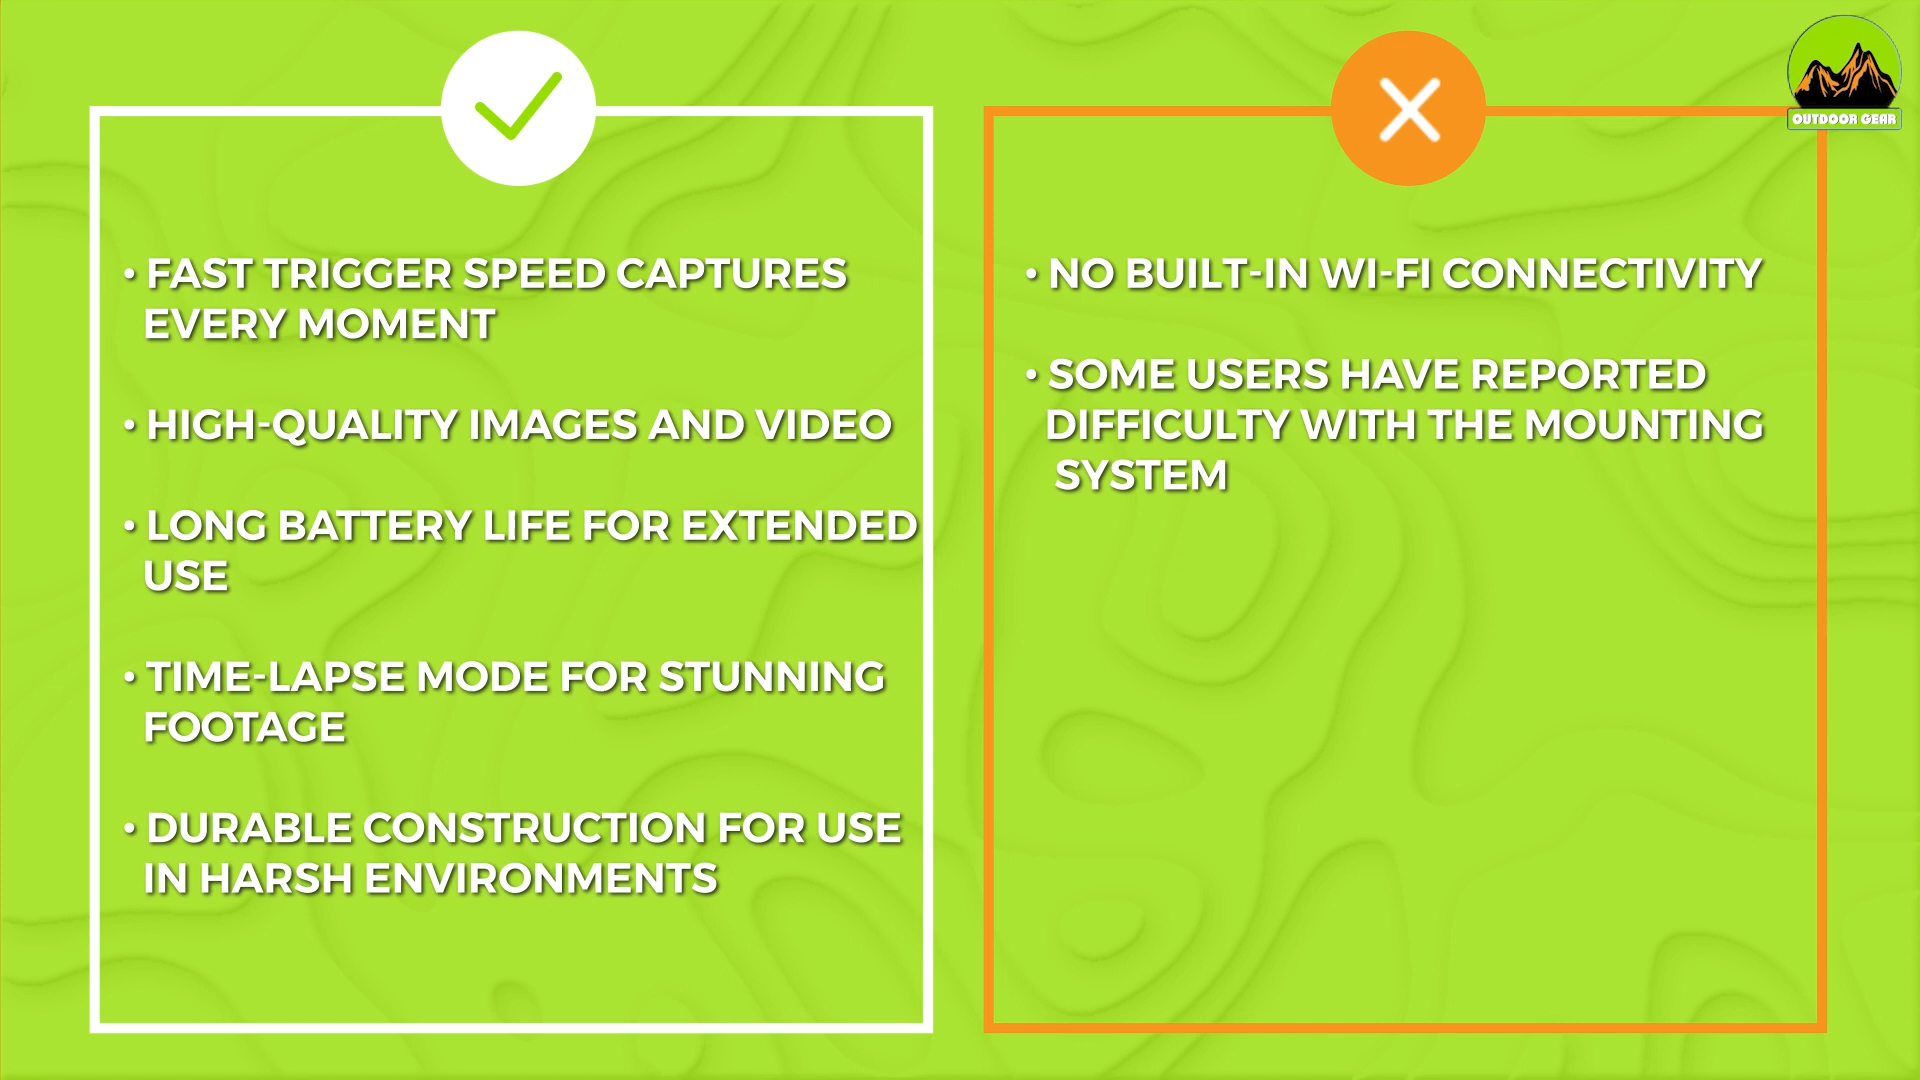 • FAST TRIGGER SPEED CAPTURES
EVERY MOMENT
• HIGH-QUALITY IMAGES AND VIDEO
• LONG BATTERY LIFE FOR EXTENDED
USE
• TIME-LAPSE MODE FOR STUNNING
FOOTAGE
• DURABLE CONSTRUCTION FOR USE
IN HARSH ENVIRONMENTS
• NO BUILT-IN WI-FI CONNECTIVITY
• SOME USERS HAVE REPORTED
DIFFICULTY WITH THE MOUNTING
SYSTEM
OUTDOOR GEAR